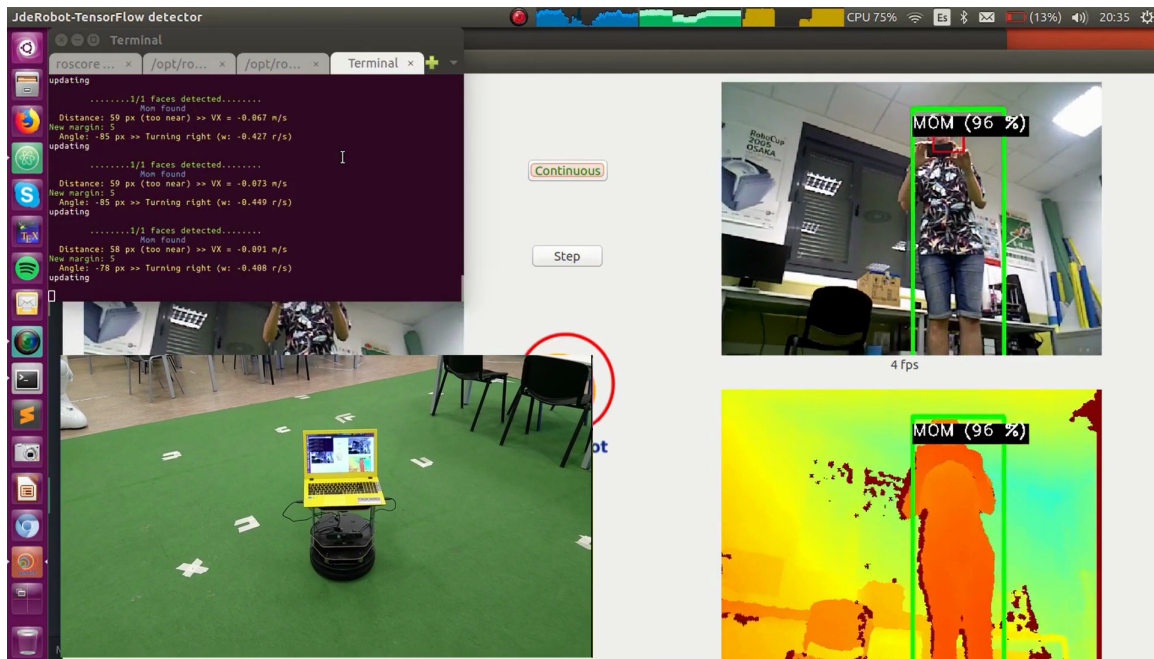 JdeRobot-TensorFlow detector
CPU 75%
Es
(13%)
20:35
Terminal
roscore ... × /opt/ro... × /opt/ro... × Terminal ×
updating
........1/1 faces detected........
Mom found
Distance: 59 px (too near) >> VX = -0.067 m/s
New margin: 5
Angle: -85 px >> Turning right (w: -0.427 r/s)
updating
........1/1 faces detected........
Mom found
Distance: 59 px (too near) >> VX = -0.073 m/s
New margin: 5
Angle: -85 px >> Turning right (w: -0.449 r/s)
updating
........1/1 faces detected........
Mom found
Distance: 58 px (too near) >> VX = -0.091 m/s
New margin: 5
Angle: -78 px >> Turning right (w: -0.408 r/s)
updating
Continuous
Step
RoboCup
2005
OSAKA
MOM (96 %)
4 fps
MOM (96 %)
ot
S
TEX